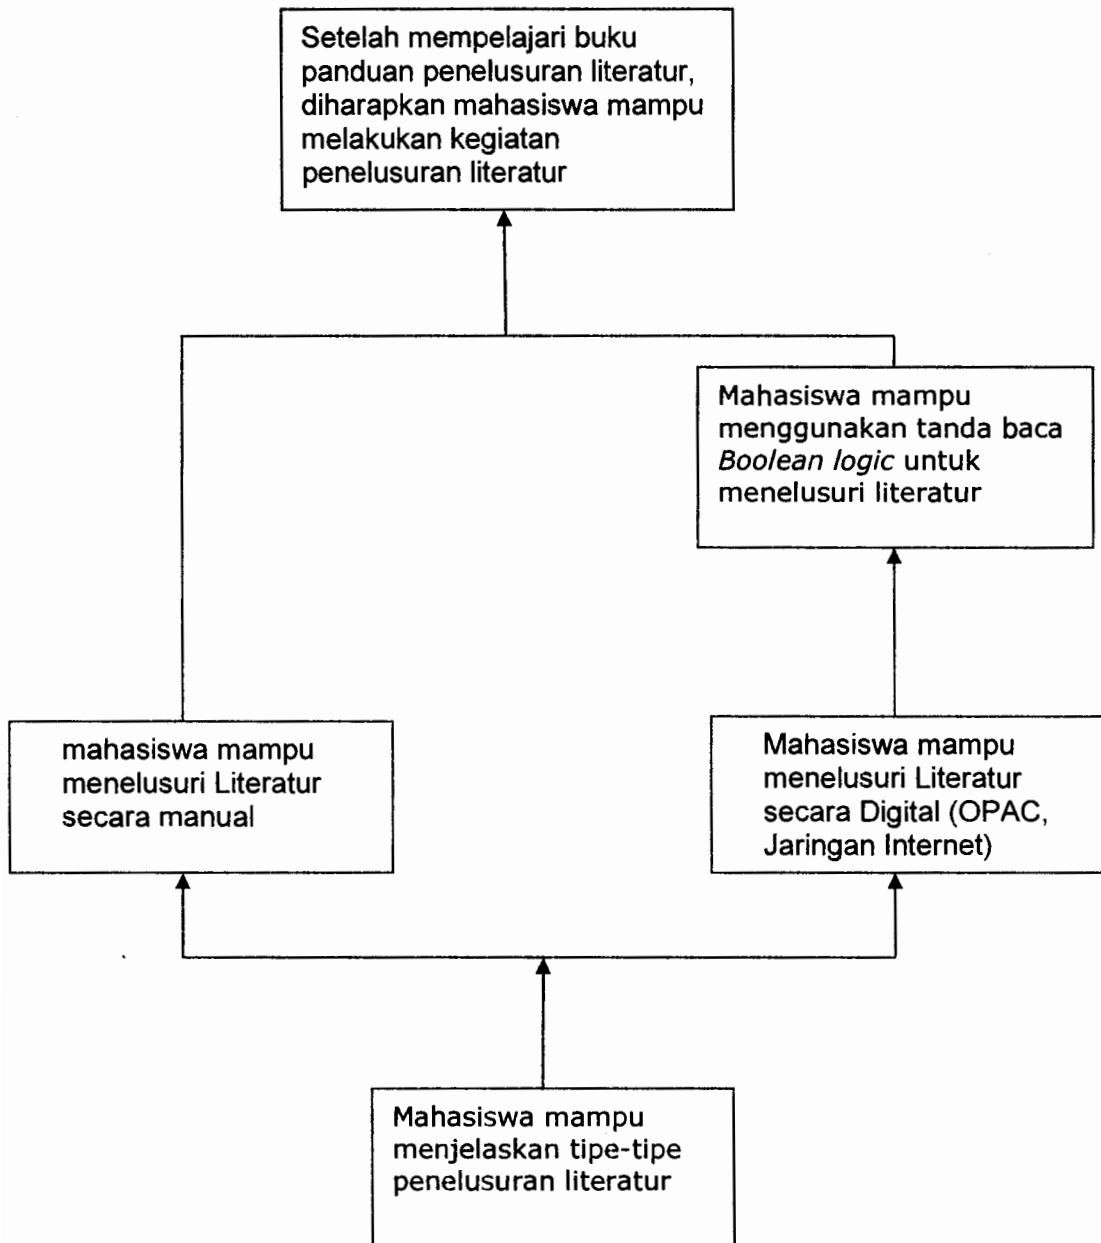 Setelah mempelajari buku
panduan penelusuran literatur,
diharapkan mahasiswa mampu
melakukan kegiatan
penelusuran literatur
Mahasiswa mampu
menggunakan tanda baca
Boolean logic untuk
menelusuri literatur
mahasiswa mampu
menelusuri Literatur
secara manual
Mahasiswa mampu
menelusuri Literatur
secara Digital (OPAC,
Jaringan Internet)
Mahasiswa mampu
menjelaskan tipe-tipe
penelusuran literatur